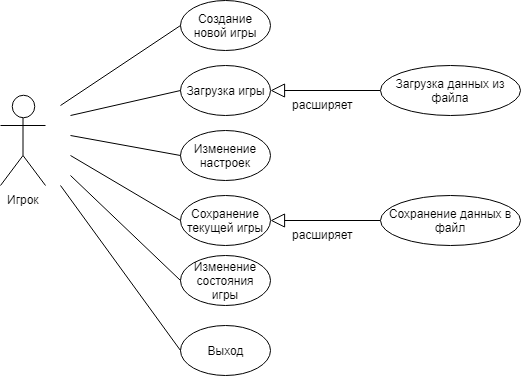 Создание
новой игры
Загрузка игры
расширяет
Загрузка данных из
файла
Изменение
настроек
Игрок
Сохранение
текущей игры
расширяет
Сохранение данных в
файл
Изменение
состояния
игры
Выход